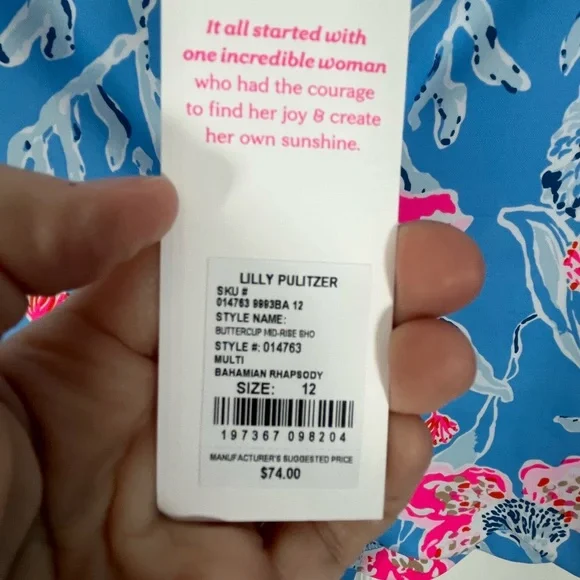 It all started with
one incredible woman
who had the courage
to find her joy & create
her own sunshine.
LILLY PULITZER
SKU #
014763 9993BA 12
STYLE NAME:
BUTTERCUP MID-RISE SHO
STYLE #: 014763
MULTI
BAHAMIAN RHAPSODY
SIZE: 12
197367 098204
MANUFACTURER'S SUGGESTED PRICE
$74.00